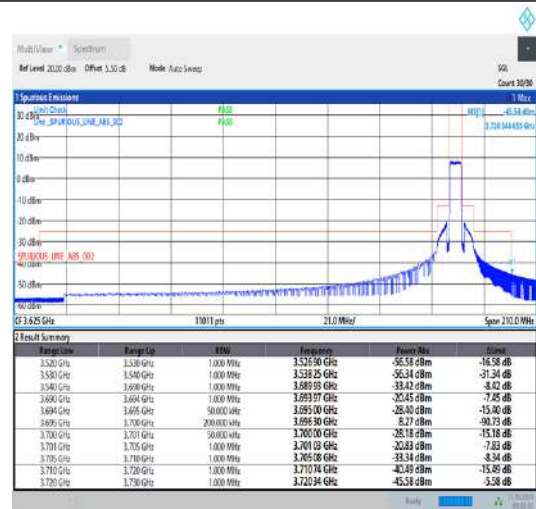 MultiView Spectrum
Ref Level 20.00 dBm Offset 5.50 dB Mode Auto Sweep SGL
Count 30/30
1 Spurious Emissions 1 Max
Limit Check PASS M1[1] -45.58 dBm
Line _SPURIOUS_LINE_ABS_002 PASS
30 dBm
20 dBm
10 dBm
0 dBm
-10 dBm
-20 dBm
-30 dBm
SPURIOUS_LINE_ABS_002
-40 dBm
-50 dBm
-60 dBm
CF 3.625 GHz 11011 pts 21.0 MHz/ Span 210.0 MHz
2 Result Summary
Range Low Range Up RBW Frequency Power Abs ΔLimit
3.520 GHz 3.530 GHz 1.000 MHz 3.52690 GHz -56.58 dBm -16.58 dB
3.530 GHz 3.540 GHz 1.000 MHz 3.53825 GHz -56.34 dBm -31.34 dB
3.540 GHz 3.690 GHz 1.000 MHz 3.68993 GHz -33.42 dBm -8.42 dB
3.690 GHz 3.694 GHz 1.000 MHz 3.69397 GHz -20.45 dBm -7.45 dB
3.694 GHz 3.695 GHz 50.000 kHz 3.69500 GHz -28.40 dBm -15.40 dB
3.695 GHz 3.700 GHz 200.000 kHz 3.69630 GHz 8.27 dBm -90.73 dB
3.700 GHz 3.701 GHz 50.000 kHz 3.70000 GHz -28.18 dBm -15.18 dB
3.701 GHz 3.705 GHz 1.000 MHz 3.70103 GHz -20.83 dBm -7.83 dB
3.705 GHz 3.710 GHz 1.000 MHz 3.70508 GHz -33.34 dBm -8.34 dB
3.710 GHz 3.720 GHz 1.000 MHz 3.71074 GHz -40.49 dBm -15.49 dB
3.720 GHz 3.730 GHz 1.000 MHz 3.72034 GHz -45.58 dBm -5.58 dB
Ready